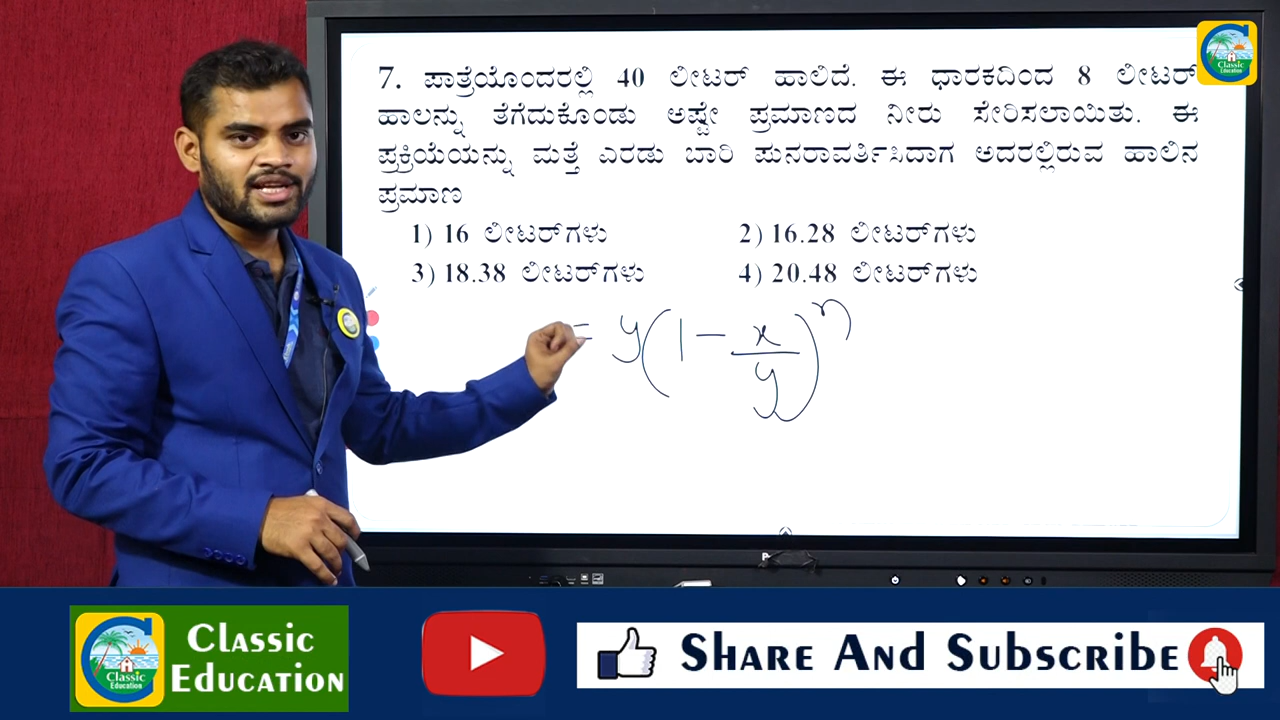 7. ಪಾತ್ರೆಯೊಂದರಲ್ಲಿ 40 ಲೀಟರ್ ಹಾಲಿದೆ. ಈ ಧಾರಕದಿಂದ 8 ಲೀಟರ್
ಹಾಲನ್ನು ತೆಗೆದುಕೊಂಡು ಅಷ್ಟೇ ಪ್ರಮಾಣದ ನೀರು ಸೇರಿಸಲಾಯಿತು. ಈ
ಪ್ರಕ್ರಿಯೆಯನ್ನು ಮತ್ತೆ ಎರಡು ಬಾರಿ ಪುನರಾವರ್ತಿಸಿದಾಗ ಅದರಲ್ಲಿರುವ ಹಾಲಿನ
ಪ್ರಮಾಣ
1) 16 ಲೀಟರ್‌ಗಳು 2) 16.28 ಲೀಟರ್‌ಗಳು
3) 18.38 ಲೀಟರ್‌ಗಳು 4) 20.48 ಲೀಟರ್‌ಗಳು
= y(1 - x/y)^n
Classic
Education
Classic
Education
Classic
Education
Share And Subscribe